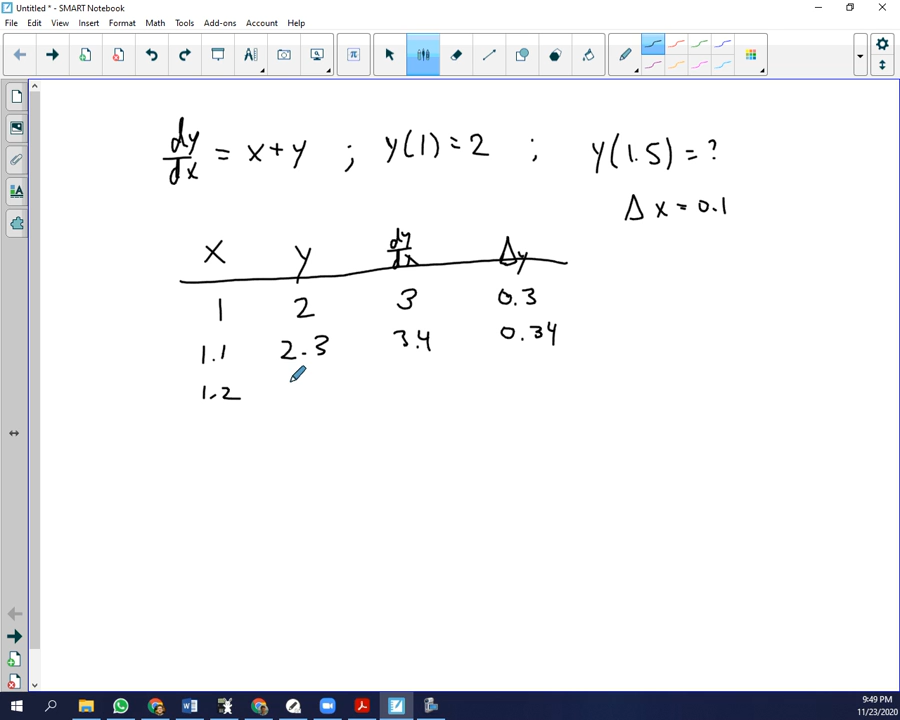 Untitled * - SMART Notebook
File Edit View Insert Format Math Tools Add-ons Account Help
dy/dx = x + y ; y(1) = 2 ; y(1.5) = ?
Δx = 0.1
x y dy/dx Δy
1 2 3 0.3
1.1 2.3 3.4 0.34
1.2
9:49 PM
11/23/2020